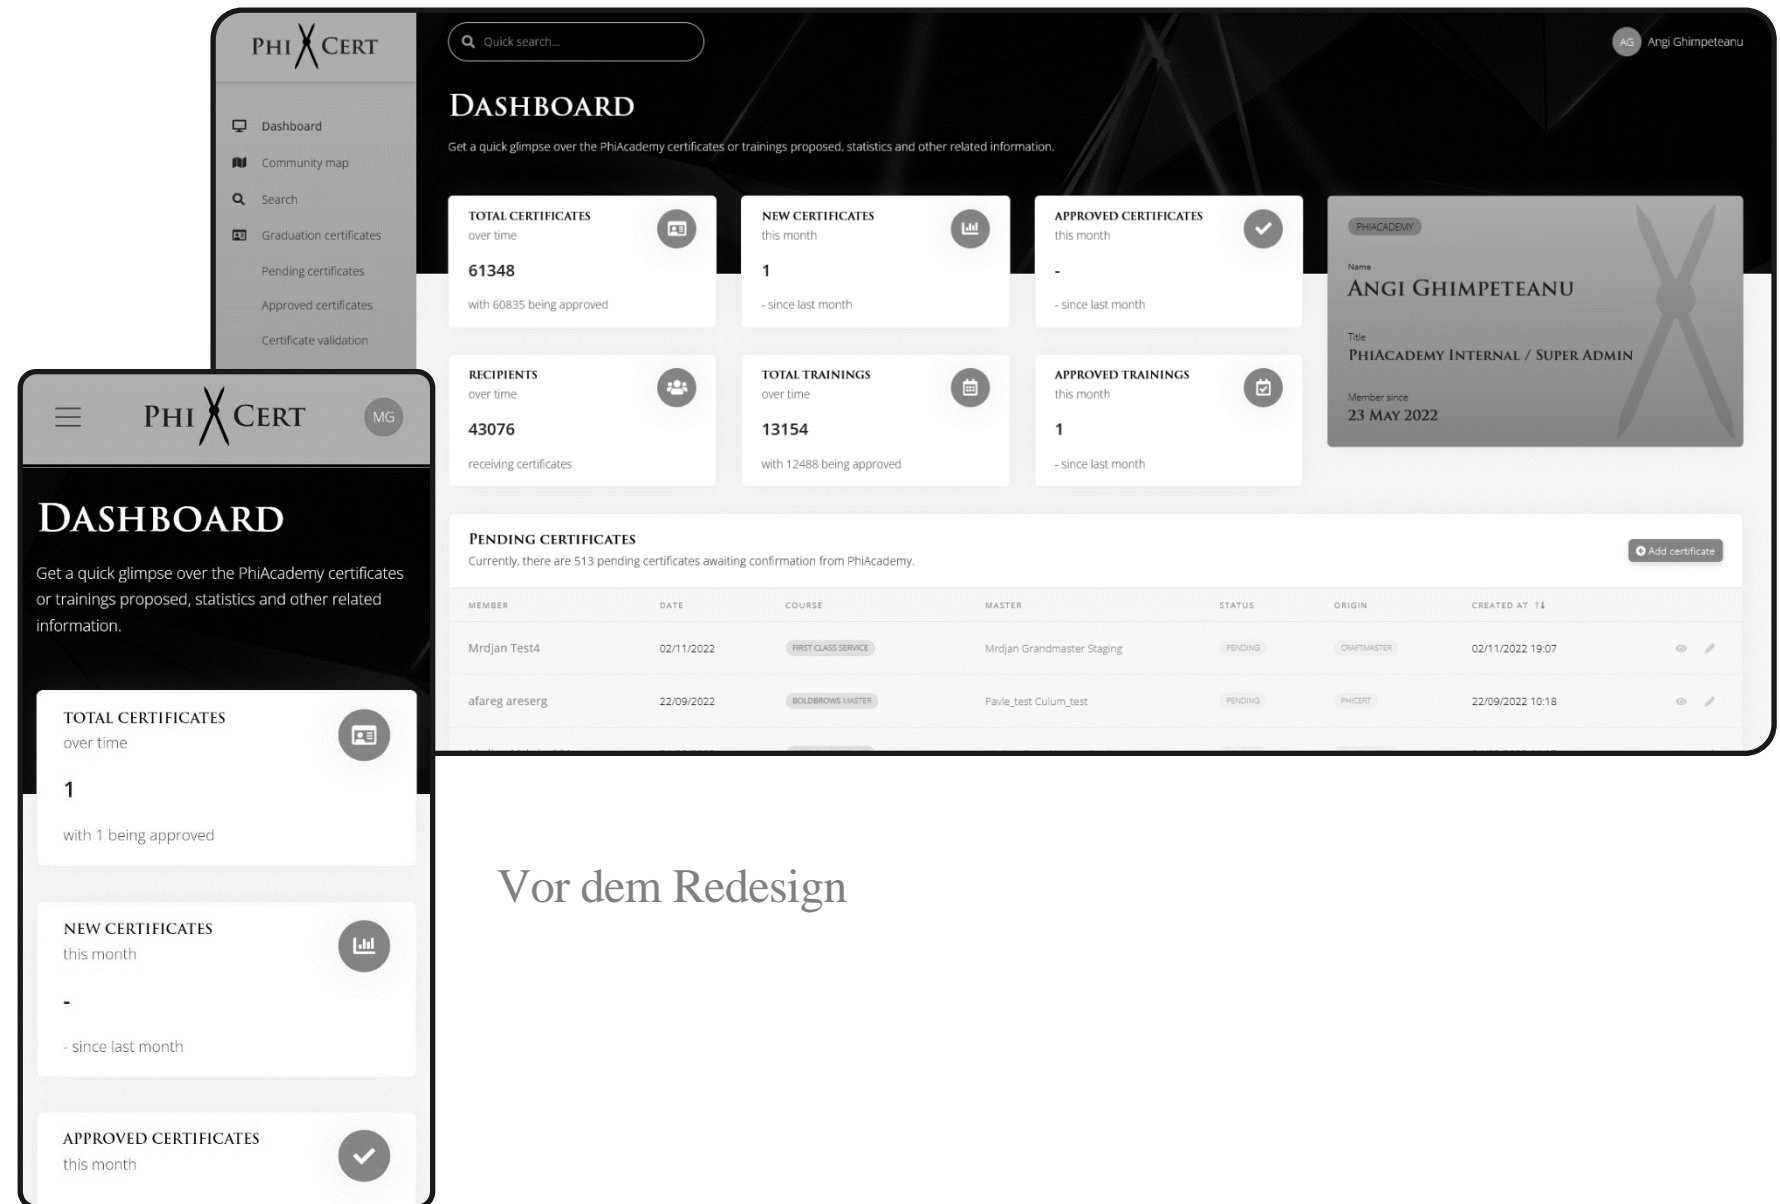 PHI CERT
Quick search...
AG Angi Ghimpeteanu
Dashboard
Community map
Search
Graduation certificates
Pending certificates
Approved certificates
Certificate validation
DASHBOARD
Get a quick glimpse over the PhiAcademy certificates or trainings proposed, statistics and other related information.
TOTAL CERTIFICATES
over time
61348
with 60835 being approved
NEW CERTIFICATES
this month
1
- since last month
APPROVED CERTIFICATES
this month
-
- since last month
PHIACADEMY
Name
ANGI GHIMPETEANU
Title
PHIACADEMY INTERNAL / SUPER ADMIN
Member since
23 MAY 2022
RECIPIENTS
over time
43076
receiving certificates
TOTAL TRAININGS
over time
13154
with 12488 being approved
APPROVED TRAININGS
this month
1
- since last month
PENDING CERTIFICATES
Currently, there are 513 pending certificates awaiting confirmation from PhiAcademy.
Add certificate
MEMBER DATE COURSE MASTER STATUS ORIGIN CREATED AT
Mrdjan Test4 02/11/2022 FIRST CLASS SERVICE Mrdjan Grandmaster Staging PENDING CRAFTMASTER 02/11/2022 19:07
afareg areserg 22/09/2022 BOLDBROWS MASTER Pavle_test Culum_test PENDING PHICERT 22/09/2022 10:18
PHI CERT
MG
DASHBOARD
Get a quick glimpse over the PhiAcademy certificates
or trainings proposed, statistics and other related
information.
TOTAL CERTIFICATES
over time
1
with 1 being approved
NEW CERTIFICATES
this month
-
- since last month
APPROVED CERTIFICATES
this month
Vor dem Redesign